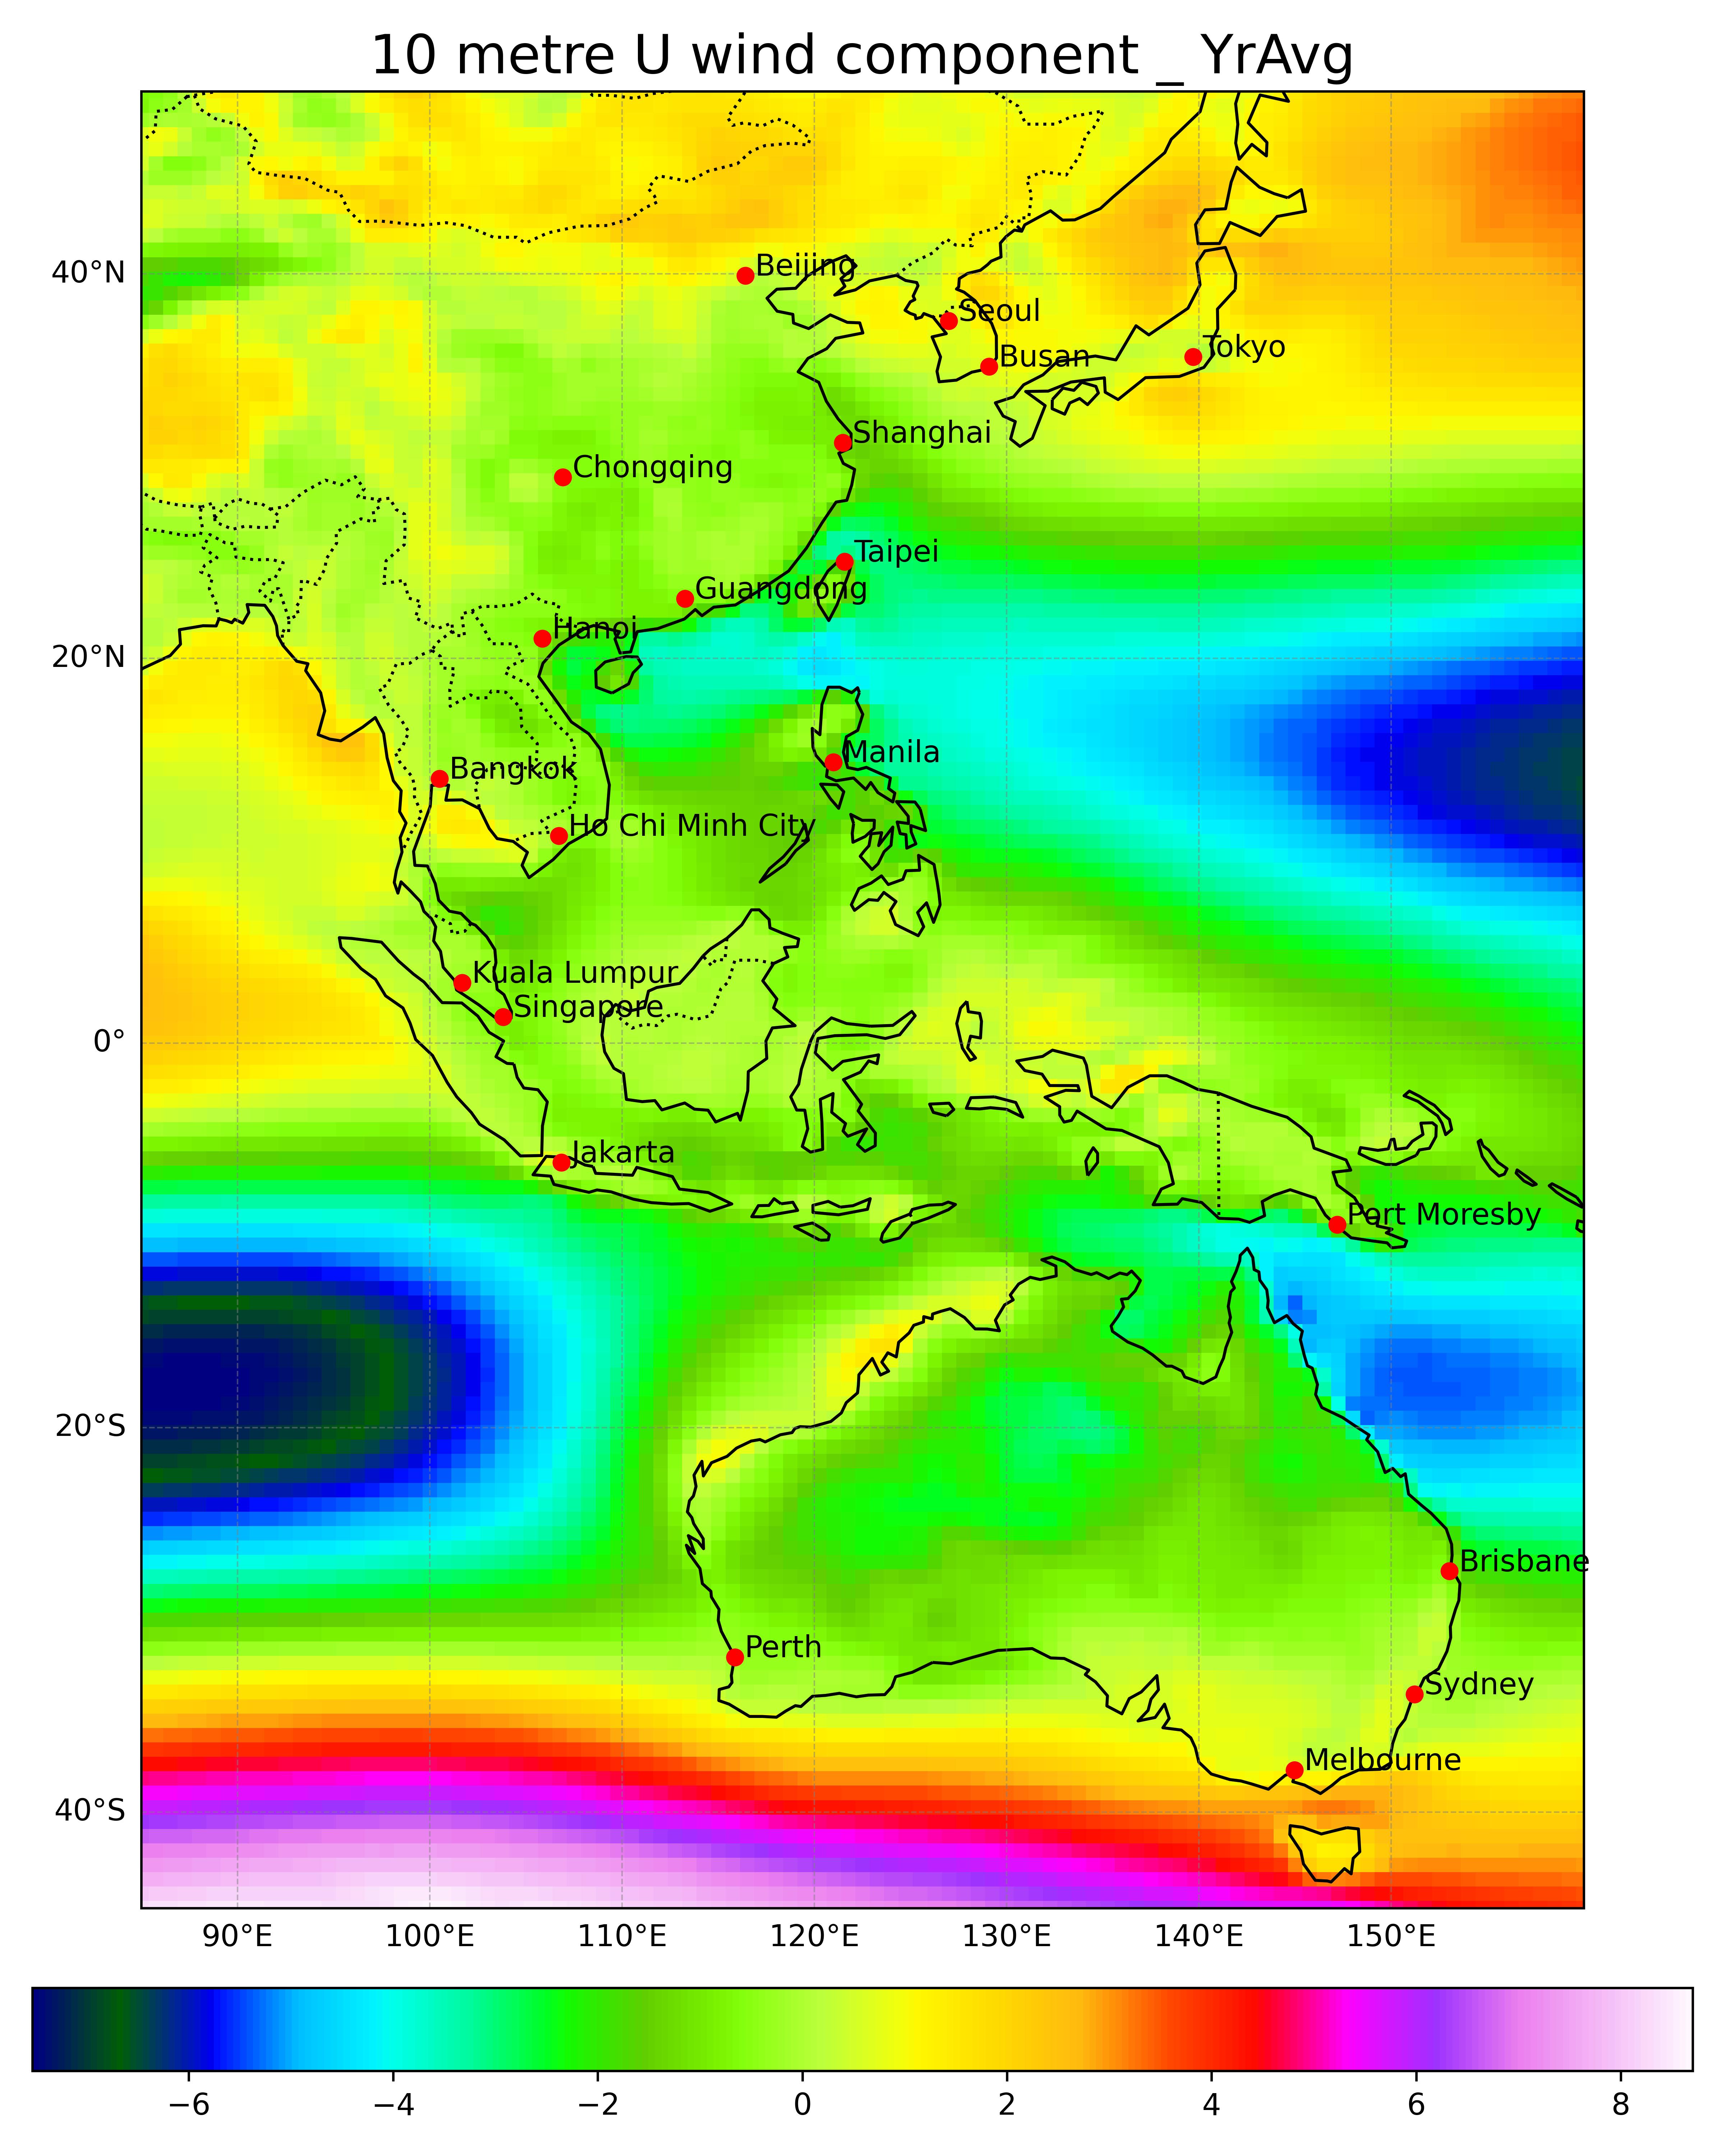 10 metre U wind component _ YrAvg
40°N
20°N
0°
20°S
40°S
Beijing
Seoul
Busan
Tokyo
Shanghai
Chongqing
Taipei
Guangdong
Hanoi
Manila
Bangkok
Ho Chi Minh City
Kuala Lumpur
Singapore
Jakarta
Port Moresby
Brisbane
Perth
Sydney
Melbourne
90°E 100°E 110°E 120°E 130°E 140°E 150°E
−6 −4 −2 0 2 4 6 8